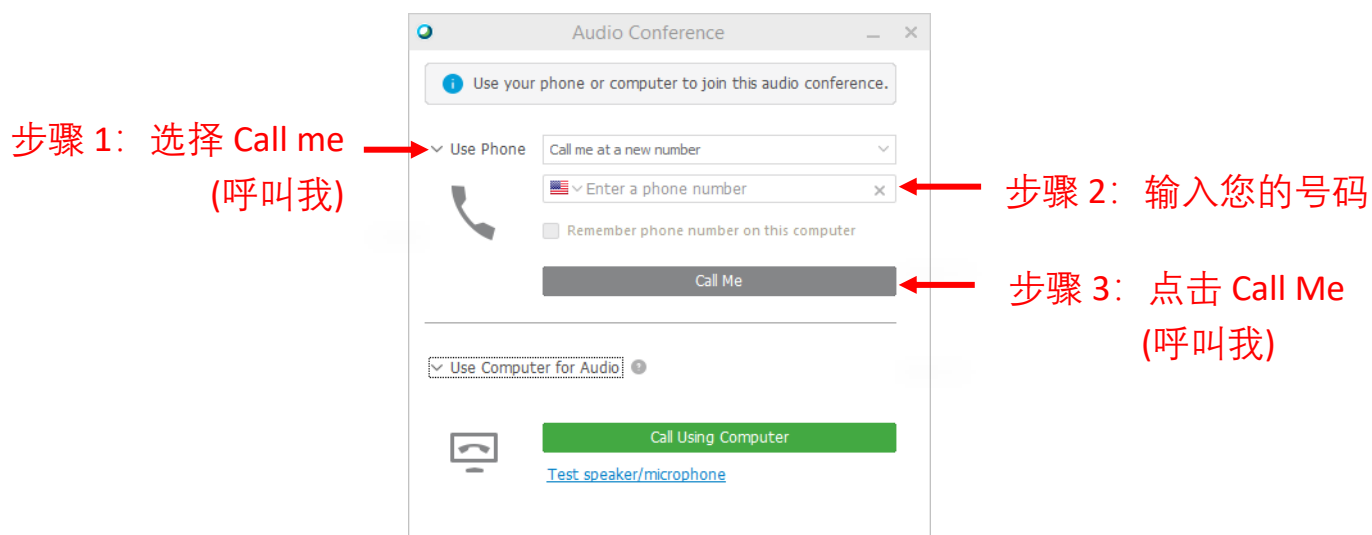 Audio Conference
Use your phone or computer to join this audio conference.
步骤 1：选择 Call me
(呼叫我)
Use Phone
Call me at a new number
Enter a phone number
步骤 2：输入您的号码
Remember phone number on this computer
Call Me
步骤 3：点击 Call Me
(呼叫我)
Use Computer for Audio
Call Using Computer
Test speaker/microphone